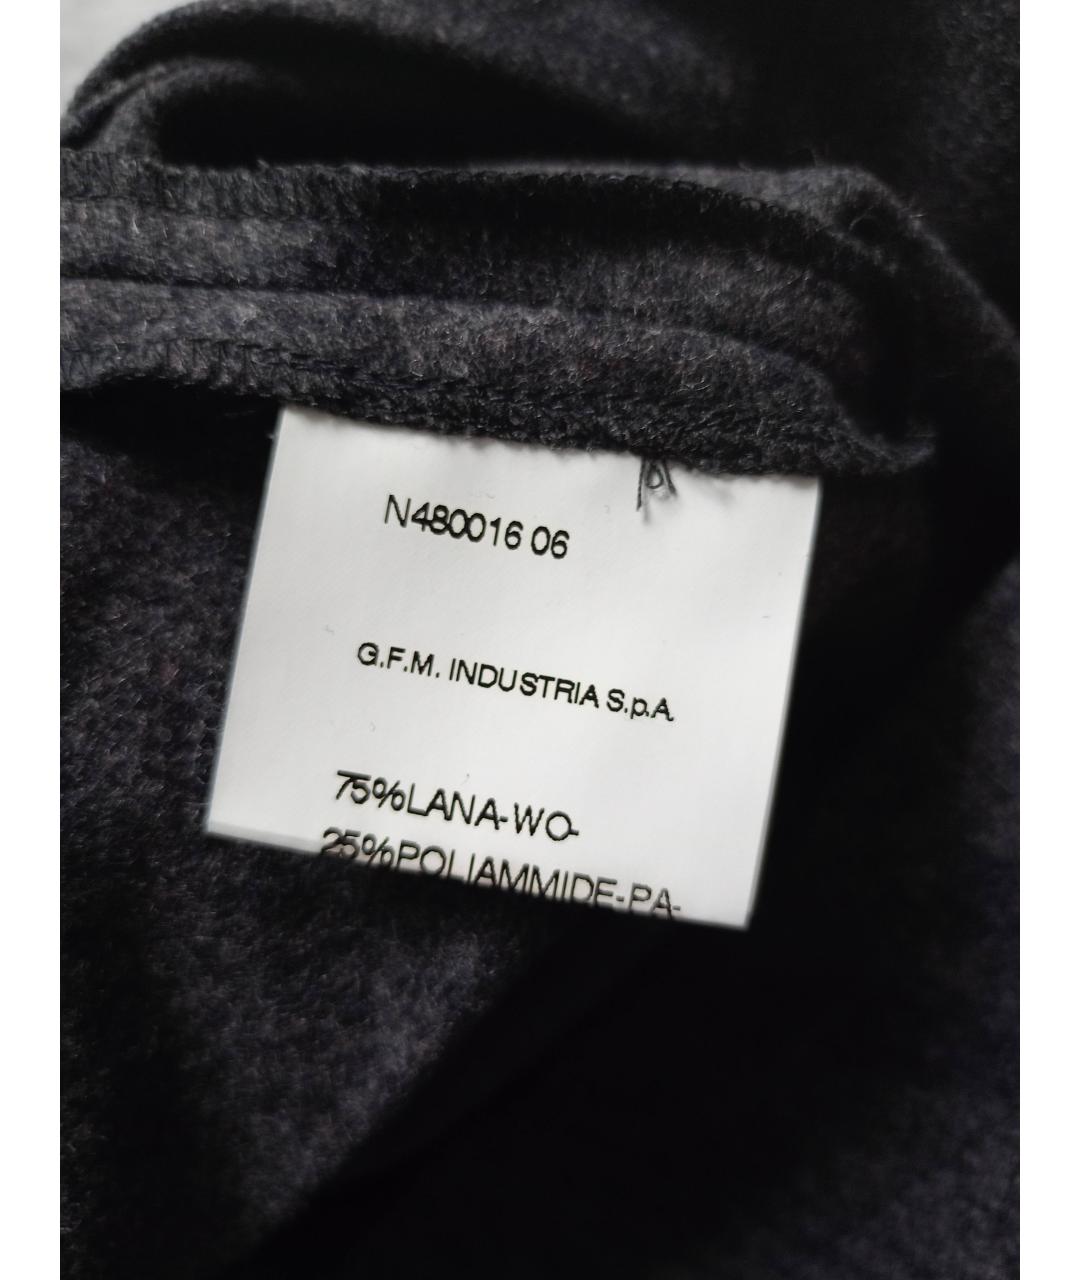 N480016 06
G.F.M. INDUSTRIA S.p.A.
75%LANA-WO-
25%POLIAMMIDE-PA-